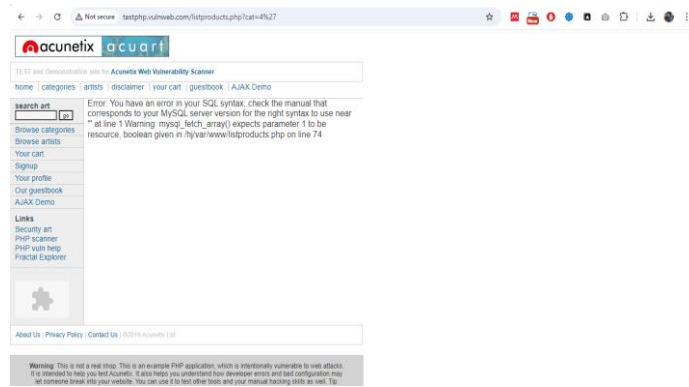 Not secure testphp.vulnweb.com/listproducts.php?cat=4%27
acunetix acuart
TEST and Demonstration site for Acunetix Web Vulnerability Scanner
home | categories | artists | disclaimer | your cart | guestbook | AJAX Demo
search art
go
Browse categories
Browse artists
Your cart
Signup
Your profile
Our guestbook
AJAX Demo
Links
Security art
PHP scanner
PHP vuln help
Fractal Explorer
Error: You have an error in your SQL syntax; check the manual that
corresponds to your MySQL server version for the right syntax to use near
'' at line 1 Warning: mysql_fetch_array() expects parameter 1 to be
resource, boolean given in /hj/var/www/listproducts.php on line 74
About Us | Privacy Policy | Contact Us | ©2019 Acunetix Ltd
Warning: This is not a real shop. This is an example PHP application, which is intentionally vulnerable to web attacks.
It is intended to help you test Acunetix. It also helps you understand how developer errors and bad configuration may
let someone break into your website. You can use it to test other tools and your manual hacking skills as well. Tip: